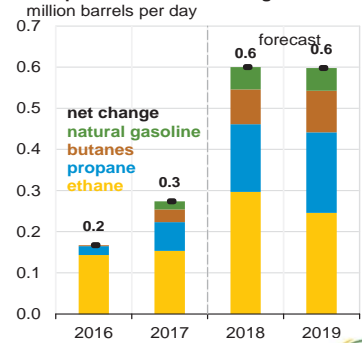 million barrels per day
0.7
forecast
0.6
0.6
0.6
0.5
net change
natural gasoline
butanes
propane
ethane
0.4
0.3
0.3
0.2
0.2
0.1
0.0
2016
2017
2018
2019